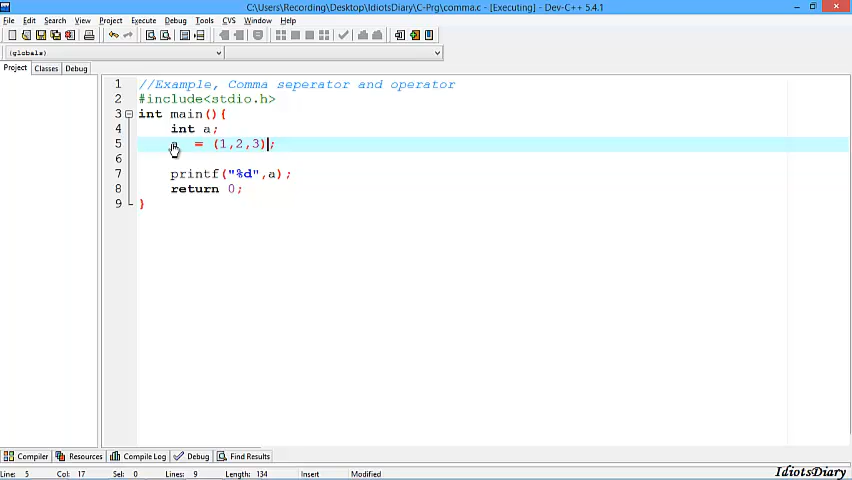 C:\Users\Recording\Desktop\IdiotsDiary\C-Prg\comma.c - [Executing] - Dev-C++ 5.4.1
File Edit Search View Project Execute Debug Tools CVS Window Help
(globals)
Project Classes Debug
1 //Example, Comma seperator and operator
2 #include<stdio.h>
3 int main(){
4 int a;
5 = (1,2,3);
6
7 printf("%d",a);
8 return 0;
9 }
Compiler Resources Compile Log Debug Find Results
Line: 5 Col: 17 Sel: 0 Lines: 9 Length: 134 Insert Modified
IdiotsDiary